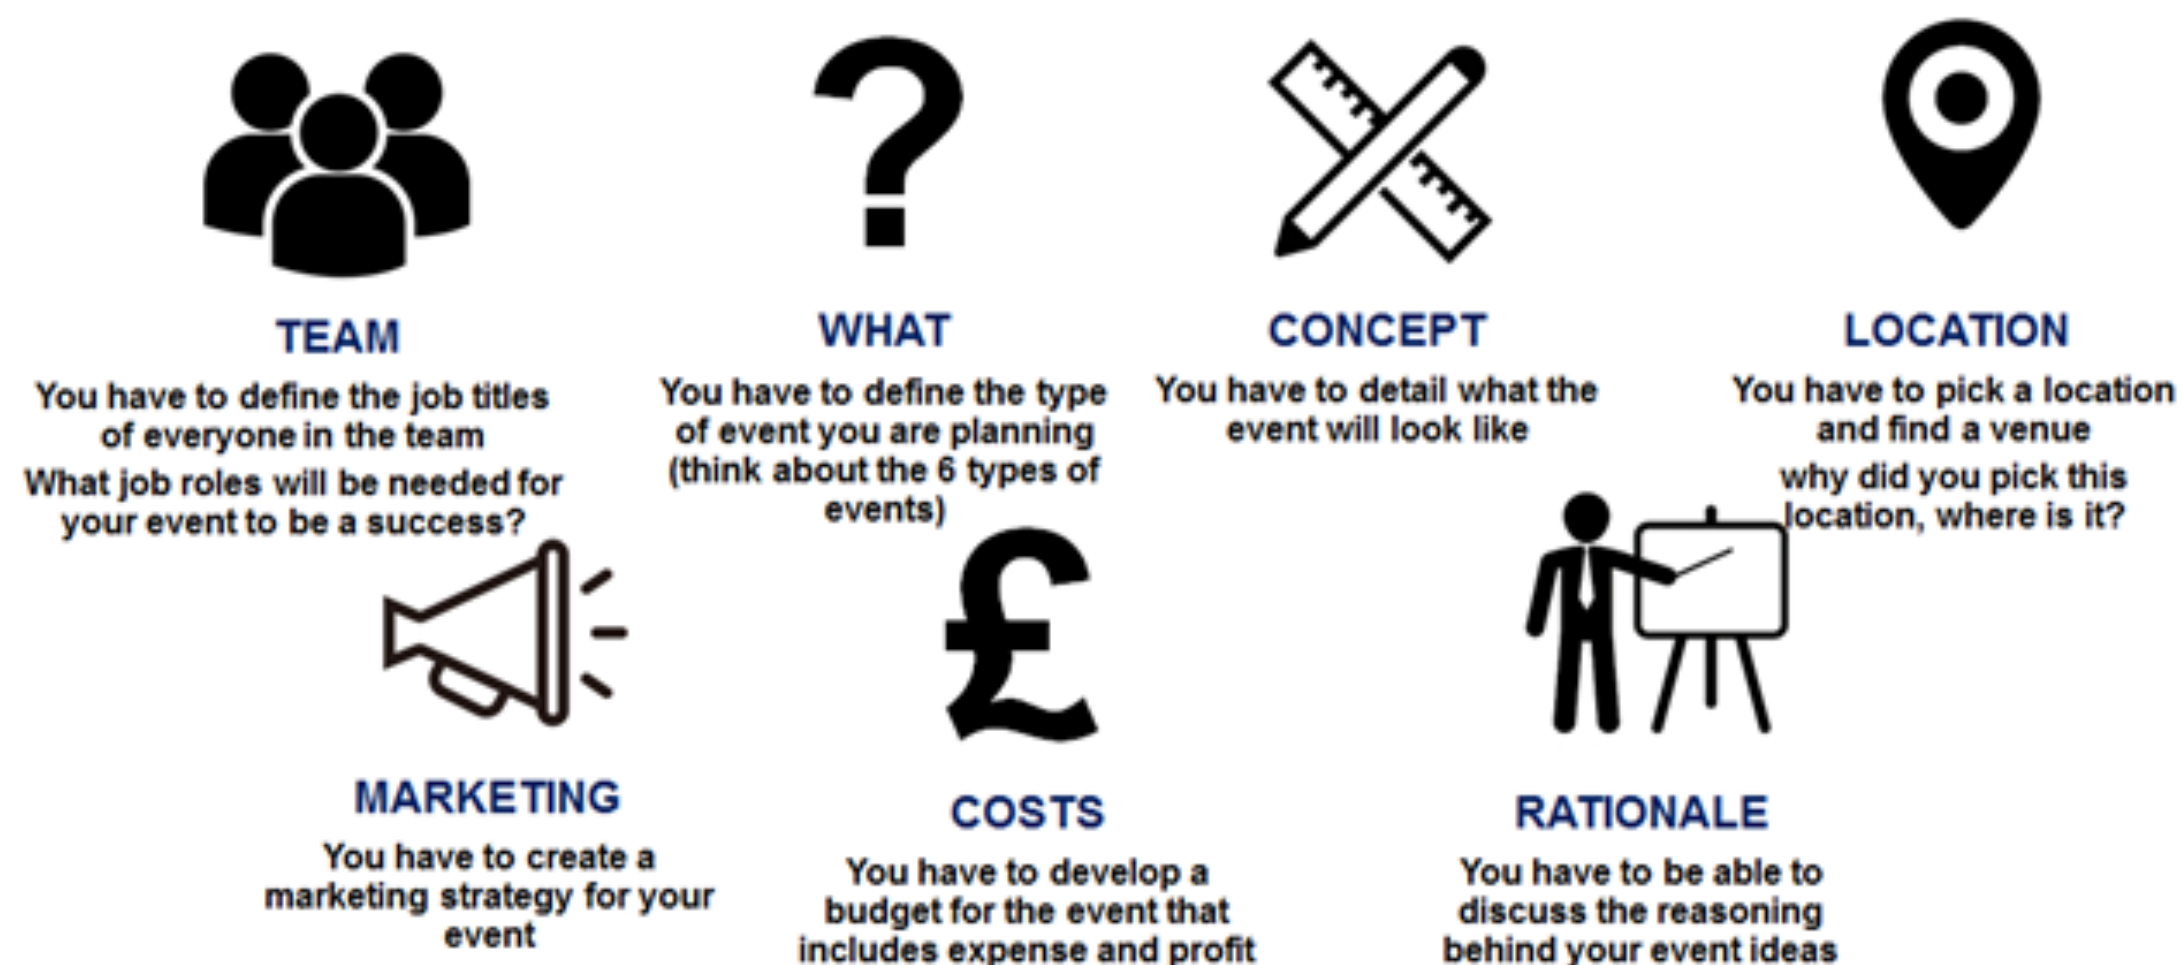 TEAM
You have to define the job titles
of everyone in the team
What job roles will be needed for
your event to be a success?
WHAT
You have to define the type
of event you are planning
(think about the 6 types of
events)
CONCEPT
You have to detail what the
event will look like
LOCATION
You have to pick a location
and find a venue
why did you pick this
location, where is it?
MARKETING
You have to create a
marketing strategy for your
event
£
COSTS
You have to develop a
budget for the event that
includes expense and profit
RATIONALE
You have to be able to
discuss the reasoning
behind your event ideas